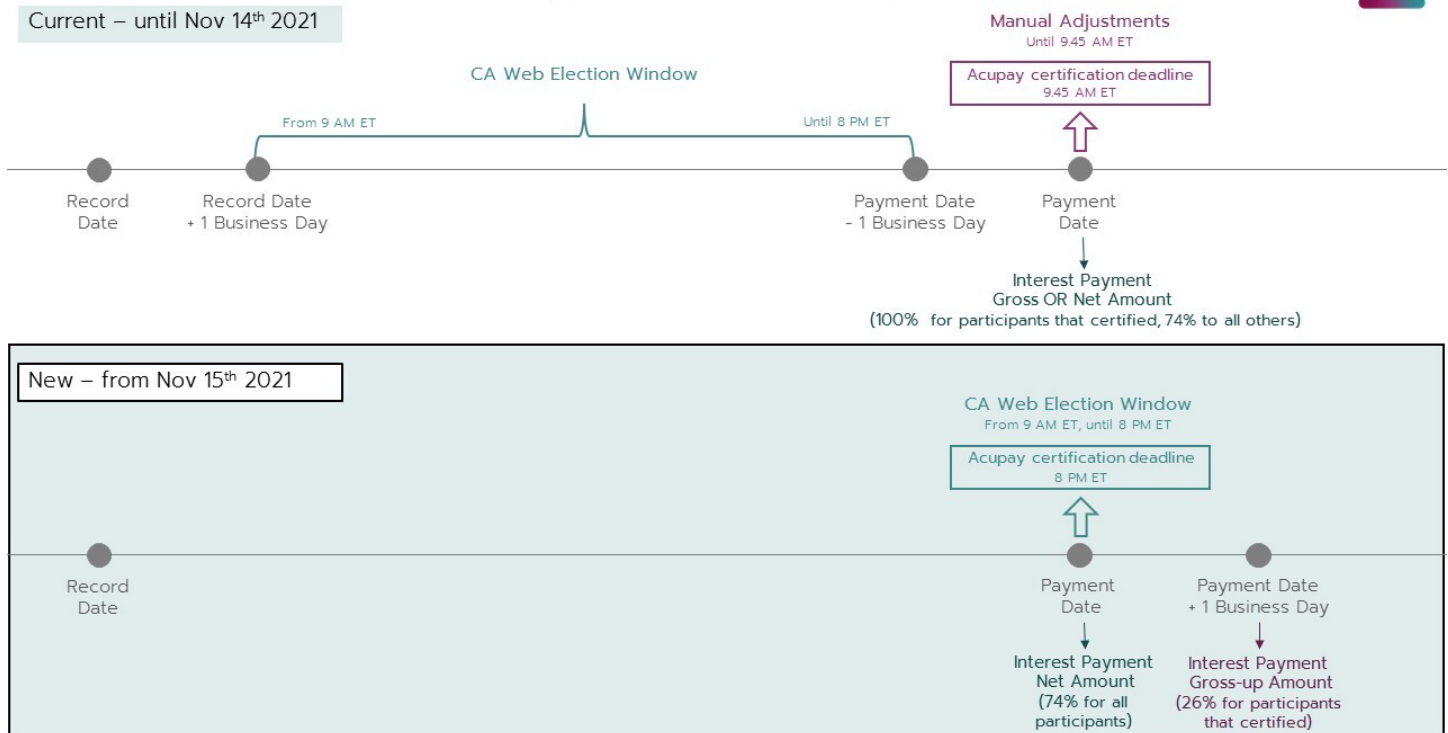 Current – until Nov 14th 2021
Manual Adjustments
Until 9.45 AM ET
CA Web Election Window
Acupay certification deadline
9.45 AM ET
From 9 AM ET
Until 8 PM ET
Record
Date
Record Date
+ 1 Business Day
Payment Date
- 1 Business Day
Payment
Date
Interest Payment
Gross OR Net Amount
(100% for participants that certified, 74% to all others)
New – from Nov 15th 2021
CA Web Election Window
From 9 AM ET, until 8 PM ET
Acupay certification deadline
8 PM ET
Record
Date
Payment
Date
Payment Date
+ 1 Business Day
Interest Payment
Net Amount
(74% for all
participants)
Interest Payment
Gross-up Amount
(26% for participants
that certified)